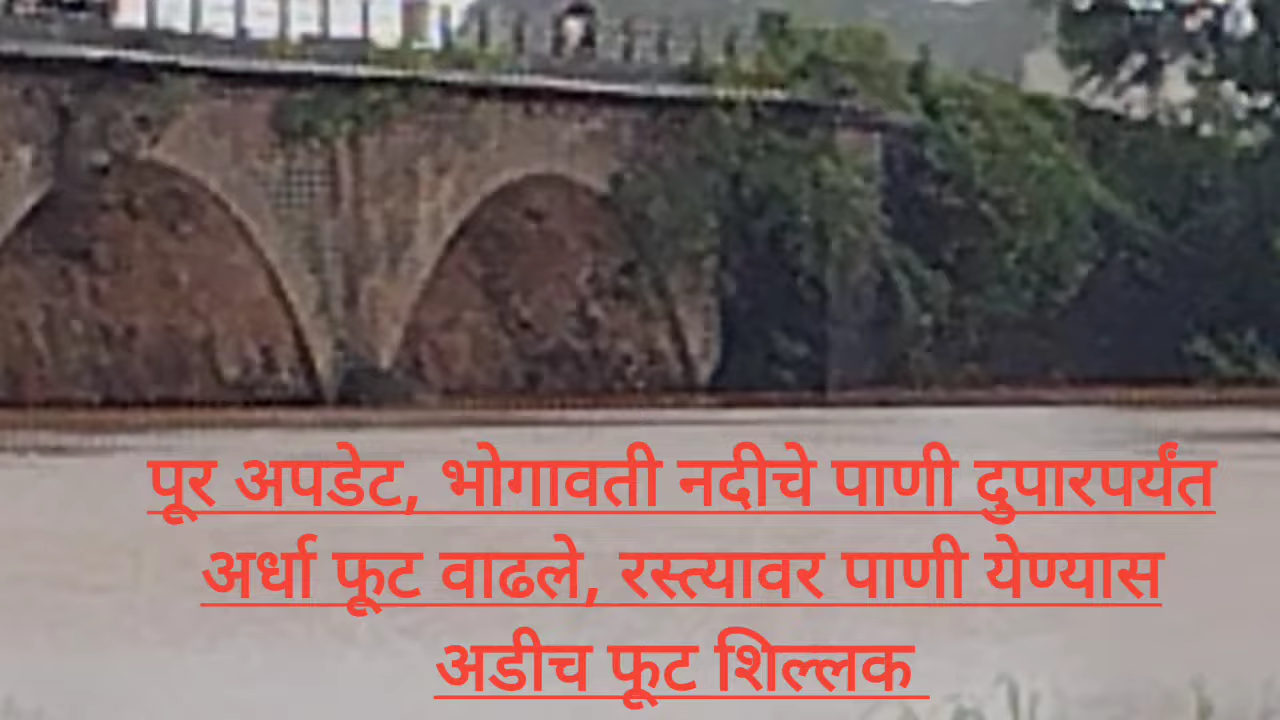 पूर अपडेट, भोगावती नदीचे पाणी दुपारपर्यंत
अर्धा फूट वाढले, रस्त्यावर पाणी येण्यास
अडीच फूट शिल्लक